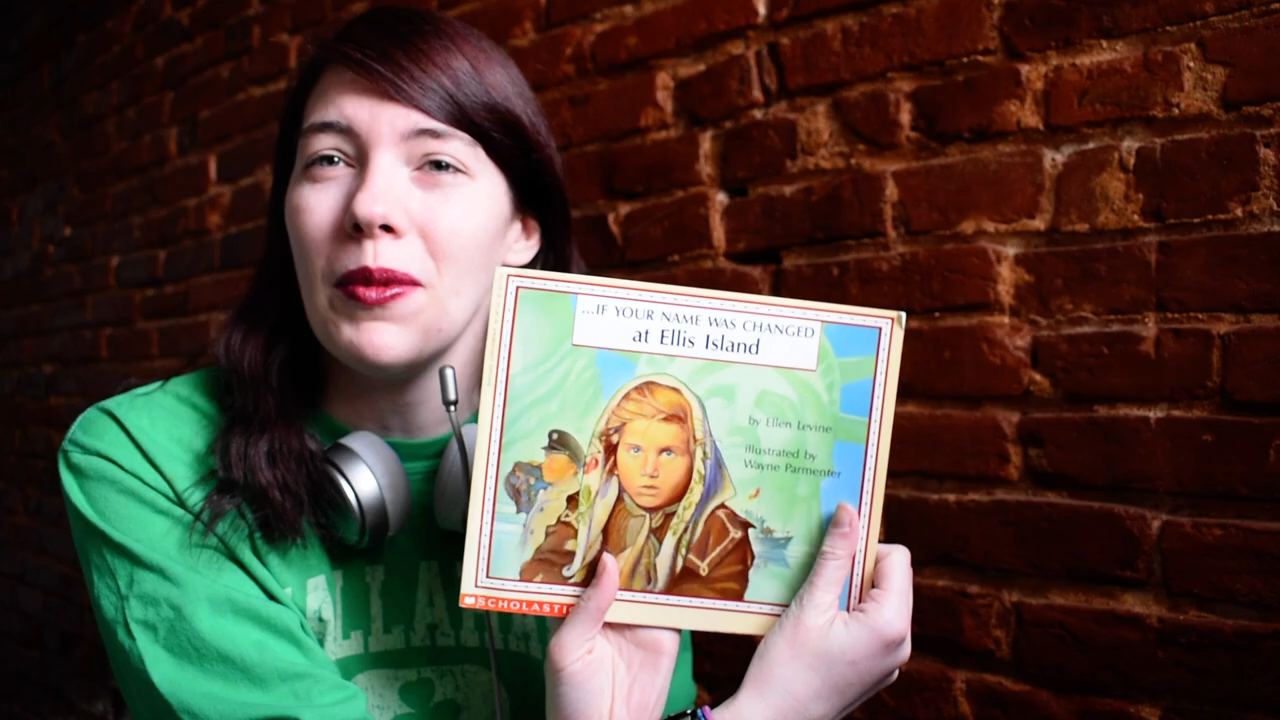 ...IF YOUR NAME WAS CHANGED
at Ellis Island
by Ellen Levine
illustrated by
Wayne Parmenter
SCHOLASTIC